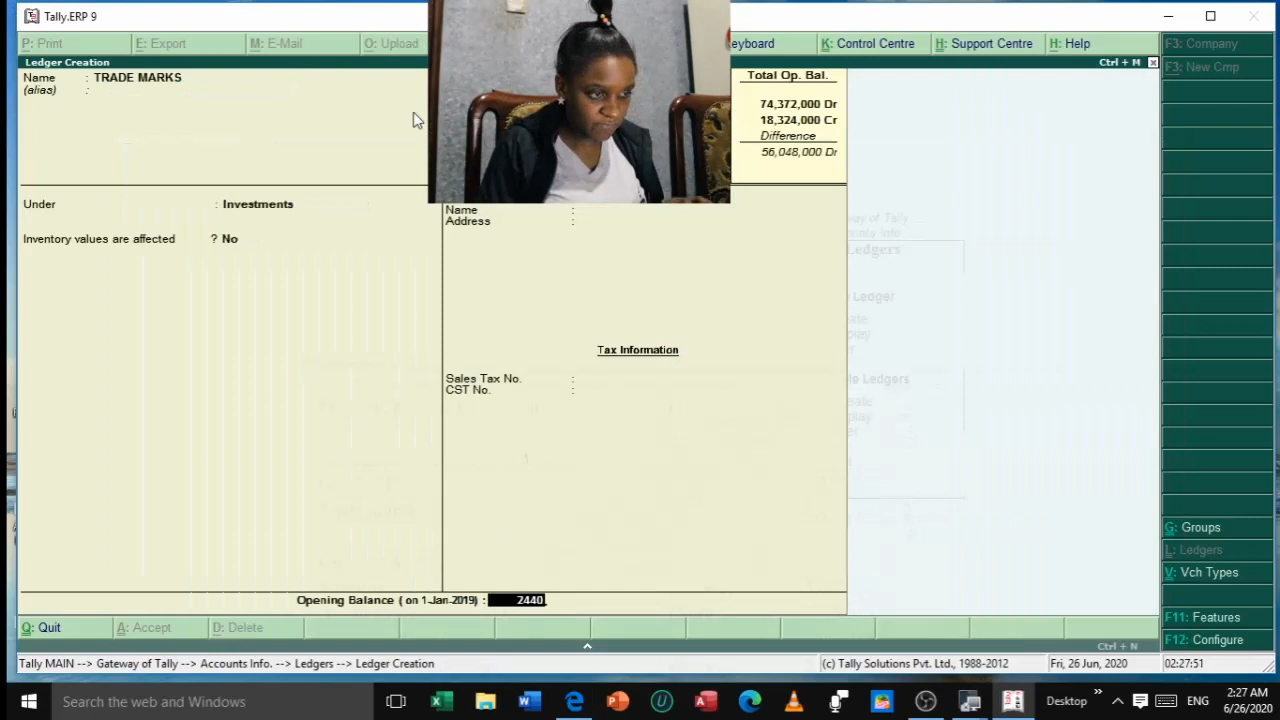 Tally.ERP 9
P: Print E: Export M: E-Mail O: Upload eyboard K: Control Centre H: Support Centre H: Help F3: Company
Ledger Creation Ctrl + M F3: New Cmp
Name : TRADE MARKS Total Op. Bal.
(alias) :
74,372,000 Dr
18,324,000 Cr
Difference
56,048,000 Dr
Under : Investments
Name :
Address :
Inventory values are affected ? No
Ledgers
Ledger
Tax Information
Sales Tax No. :
CST No. :
Ledgers
G: Groups
L: Ledgers
V: Vch Types
Opening Balance ( on 1-Jan-2019) : 2440
F11: Features
Q: Quit A: Accept D: Delete
F12: Configure
Ctrl + N
Tally MAIN --> Gateway of Tally --> Accounts Info. --> Ledgers --> Ledger Creation (c) Tally Solutions Pvt. Ltd., 1988-2012 Fri, 26 Jun, 2020 02:27:51
Search the web and Windows Desktop ENG 2:27 AM
6/26/2020